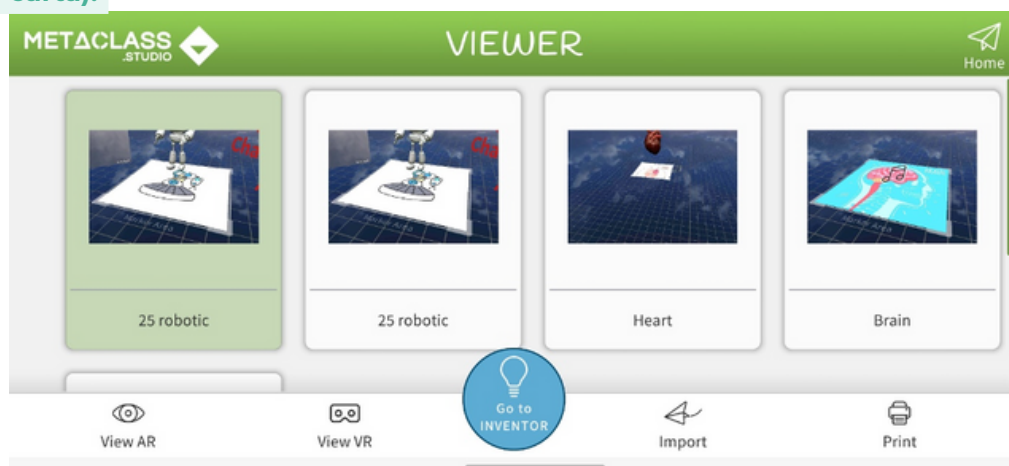 METACLASS
.STUDIO
VIEWER
Home
25 robotic
25 robotic
Heart
Brain
View AR
View VR
Go to
INVENTOR
Import
Print